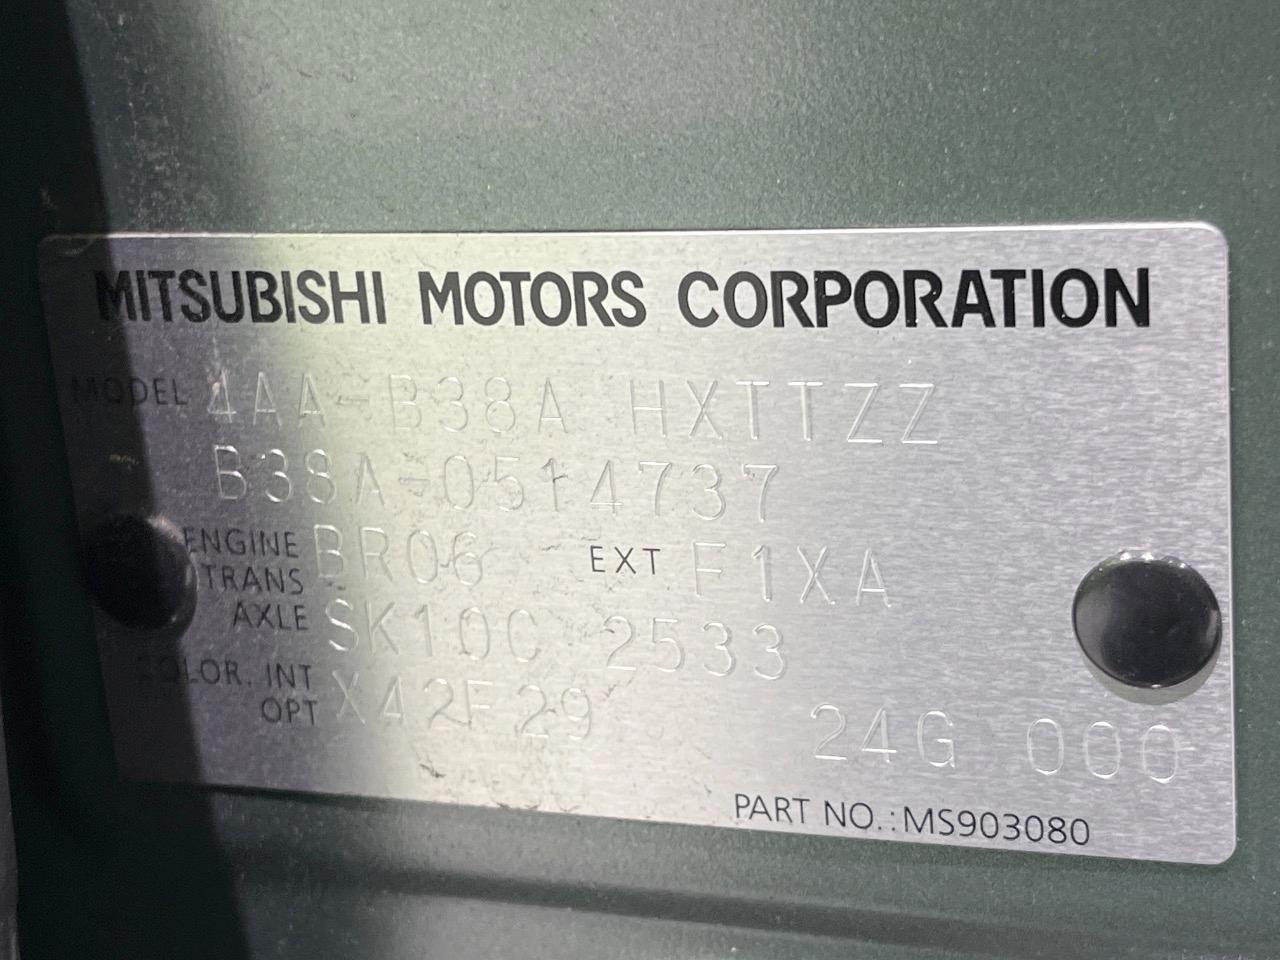 MITSUBISHI MOTORS CORPORATION
MODEL 4AA-B38A HXTTZZ
B38A-0514737
ENGINE BR06 EXT F1XA
TRANS
AXLE SK10C 2533
COLOR. INT X42F29
OPT 24G 000
PART NO.:MS903080